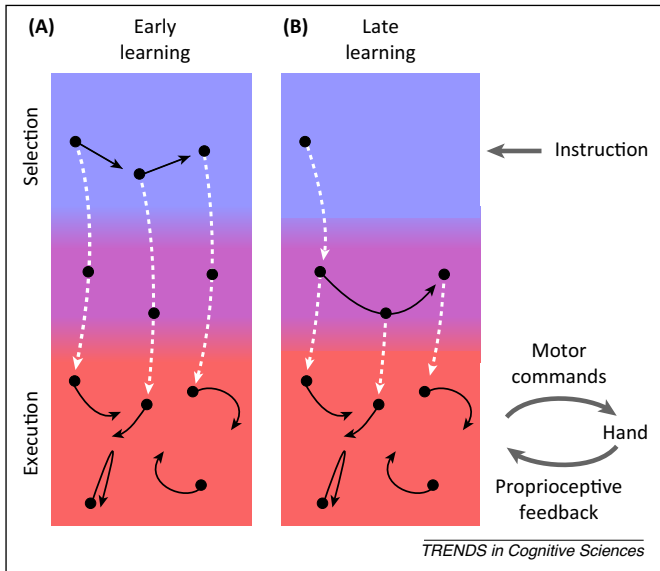 (A)
Early
learning
(B)
Late
learning
Selection
Instruction
Execution
Motor
commands
Hand
Proprioceptive
feedback
TRENDS in Cognitive Sciences